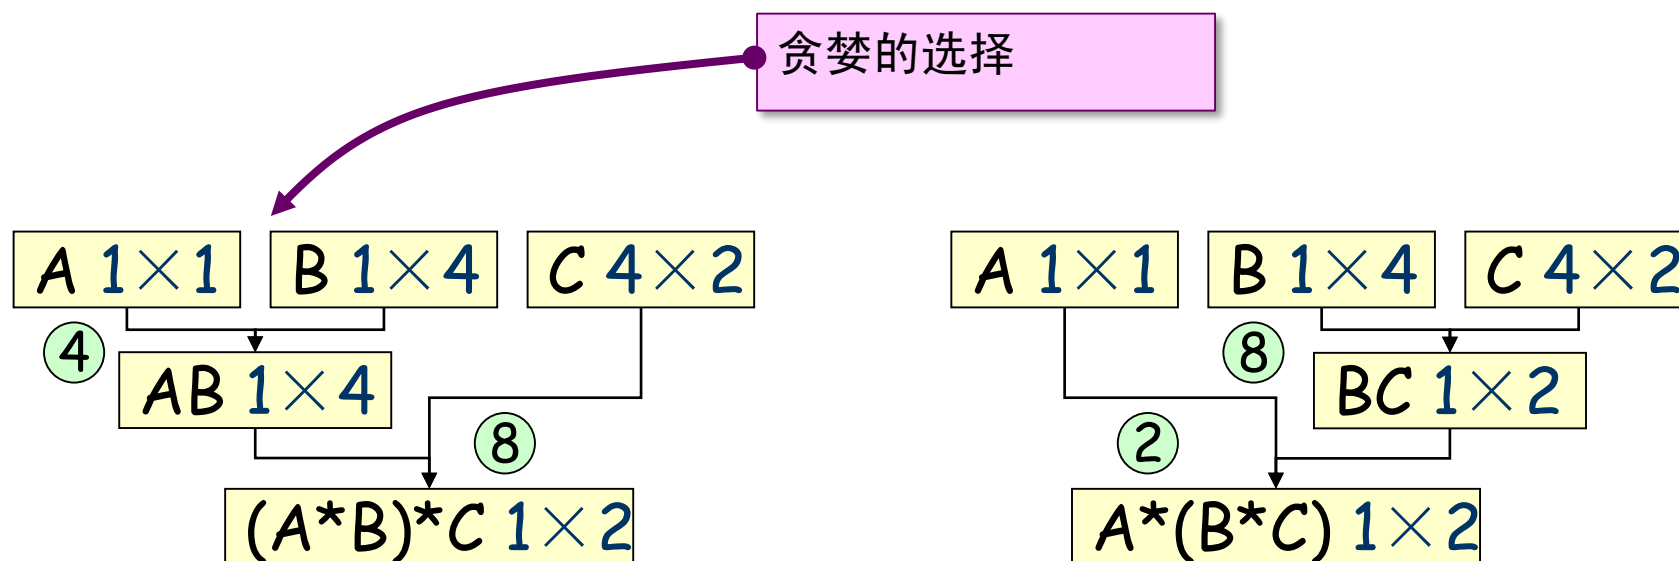 贪婪的选择
A 1×1 B 1×4 C 4×2 A 1×1 B 1×4 C 4×2
4 8
AB 1×4 BC 1×2
8 2
(A*B)*C 1×2 A*(B*C) 1×2